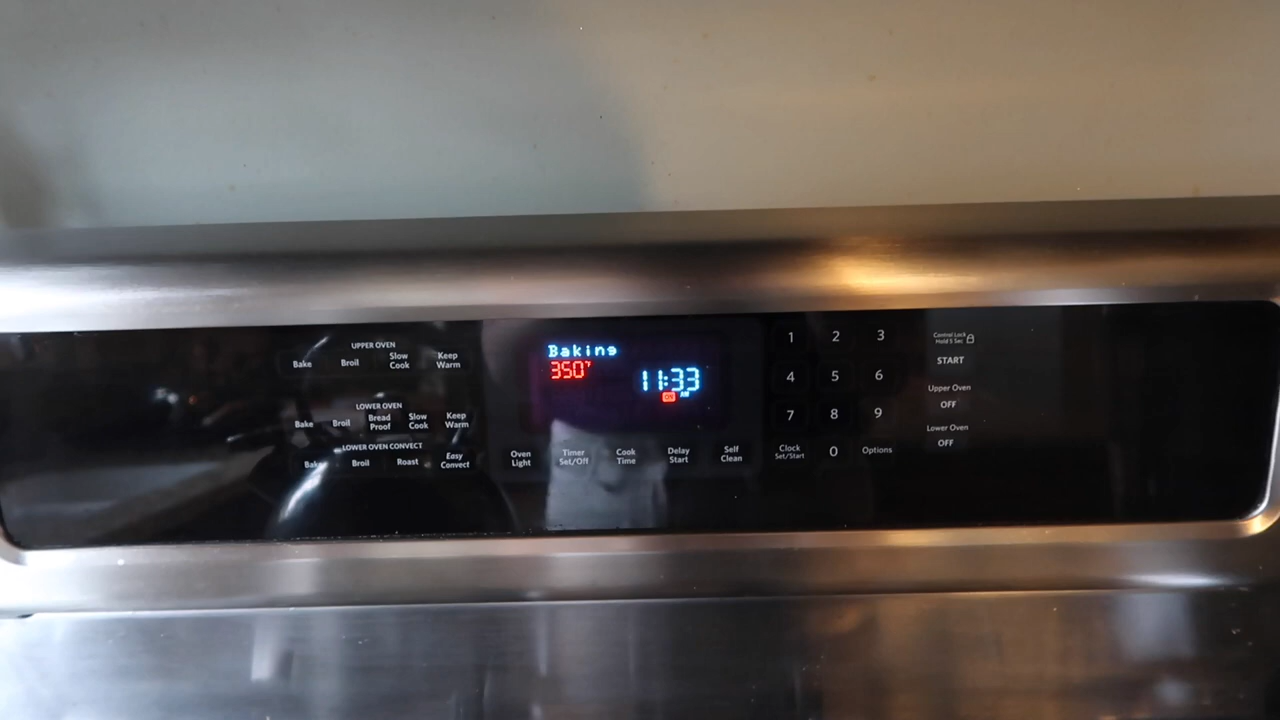 UPPER OVEN
Bake Broil Slow Cook Keep Warm
LOWER OVEN
Bake Broil Bread Proof Slow Cook Keep Warm
LOWER OVEN CONVECT
Bake Broil Roast Easy Convect
Baking
350°
11:33
ON AM
Oven Light Timer Set/Off Cook Time Delay Start Self Clean
1 2 3
4 5 6
7 8 9
Clock Set/Start 0 Options
Control Lock
Hold 3 Sec
START
Upper Oven
OFF
Lower Oven
OFF